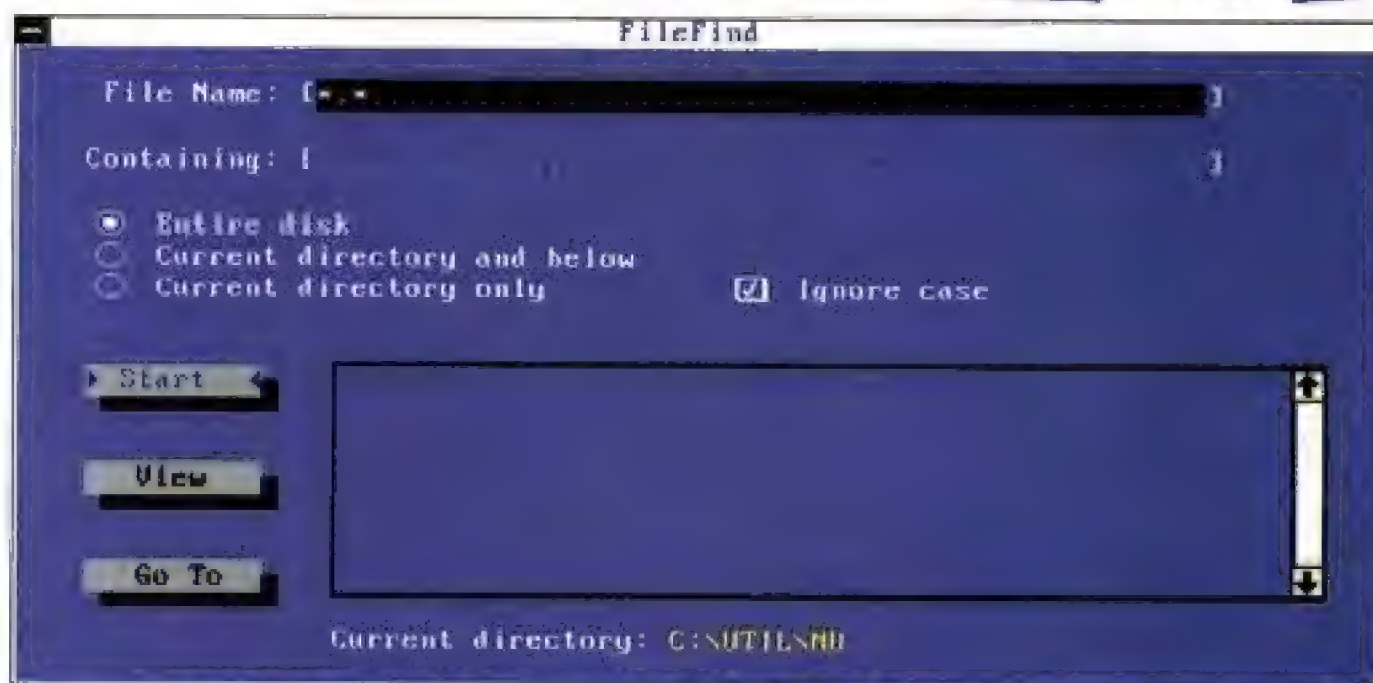 FileFind
File Name: [*.*]
Containing: [ ]
Entire disk
Current directory and below
Current directory only
Ignore case
Start
View
Go To
Current directory: C:\UTIL\NU